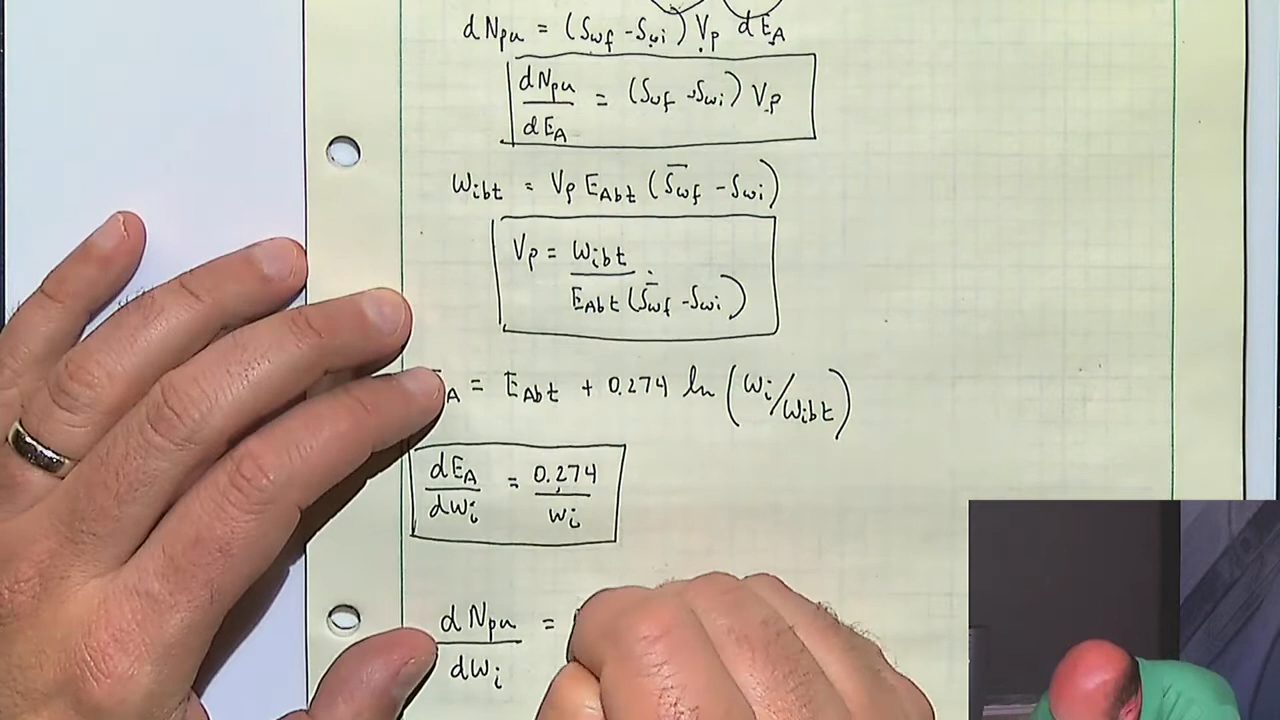 dNpu = (Swf - Swi) Vp dEA
dNpu/dEA = (Swf - Swi) Vp
Wibt = Vp EAbt (S̄wf - Swi)
Vp = Wibt / EAbt (S̄wf - Swi)
A = EAbt + 0.274 ln (Wi/Wibt)
dEA/dWi = 0.274/Wi
dNpu/dWi =